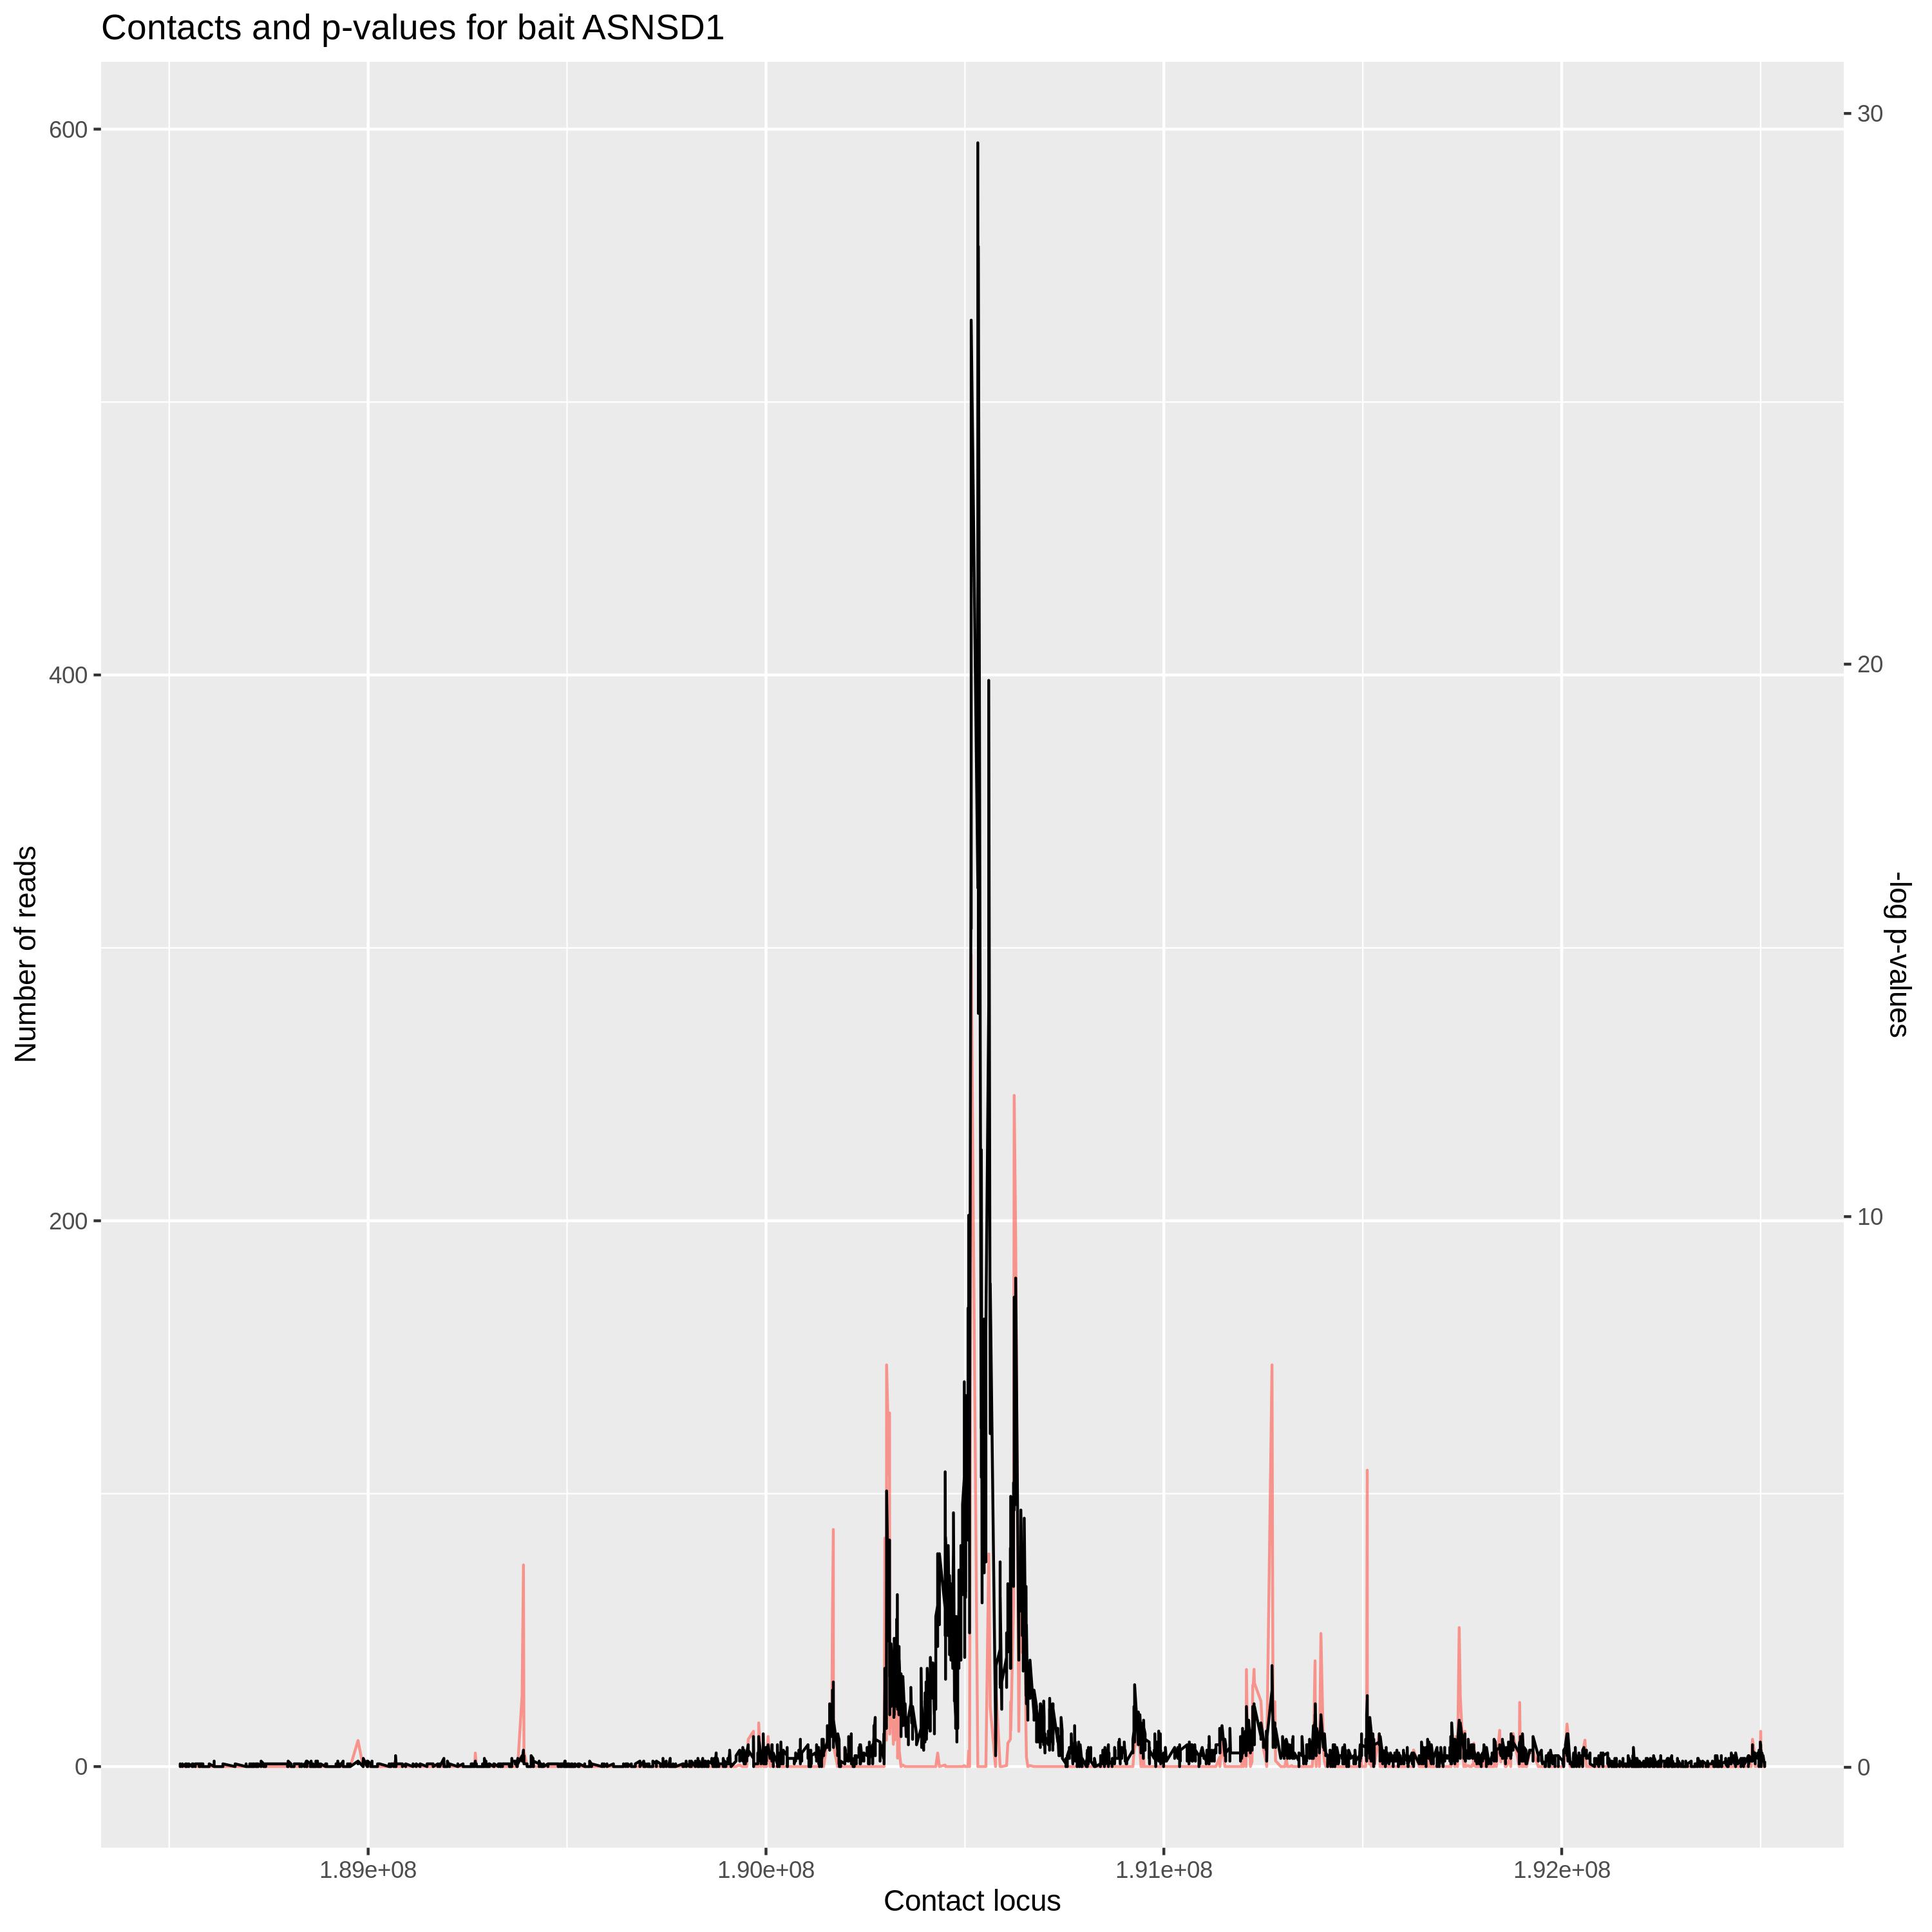 Contacts and p-values for bait ASNSD1
600
400
200
0
30
20
10
0
Number of reads
-log p-values
1.89e+08 1.90e+08 1.91e+08 1.92e+08
Contact locus